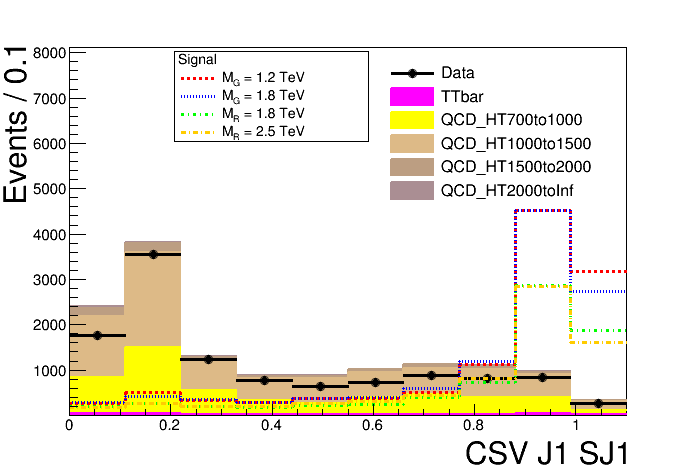 8000
7000
6000
5000
4000
3000
2000
1000
Events / 0.1
Signal
M_G = 1.2 TeV
M_G = 1.8 TeV
M_R = 1.8 TeV
M_R = 2.5 TeV
Data
TTbar
QCD_HT700to1000
QCD_HT1000to1500
QCD_HT1500to2000
QCD_HT2000toInf
0 0.2 0.4 0.6 0.8 1
CSV J1 SJ1